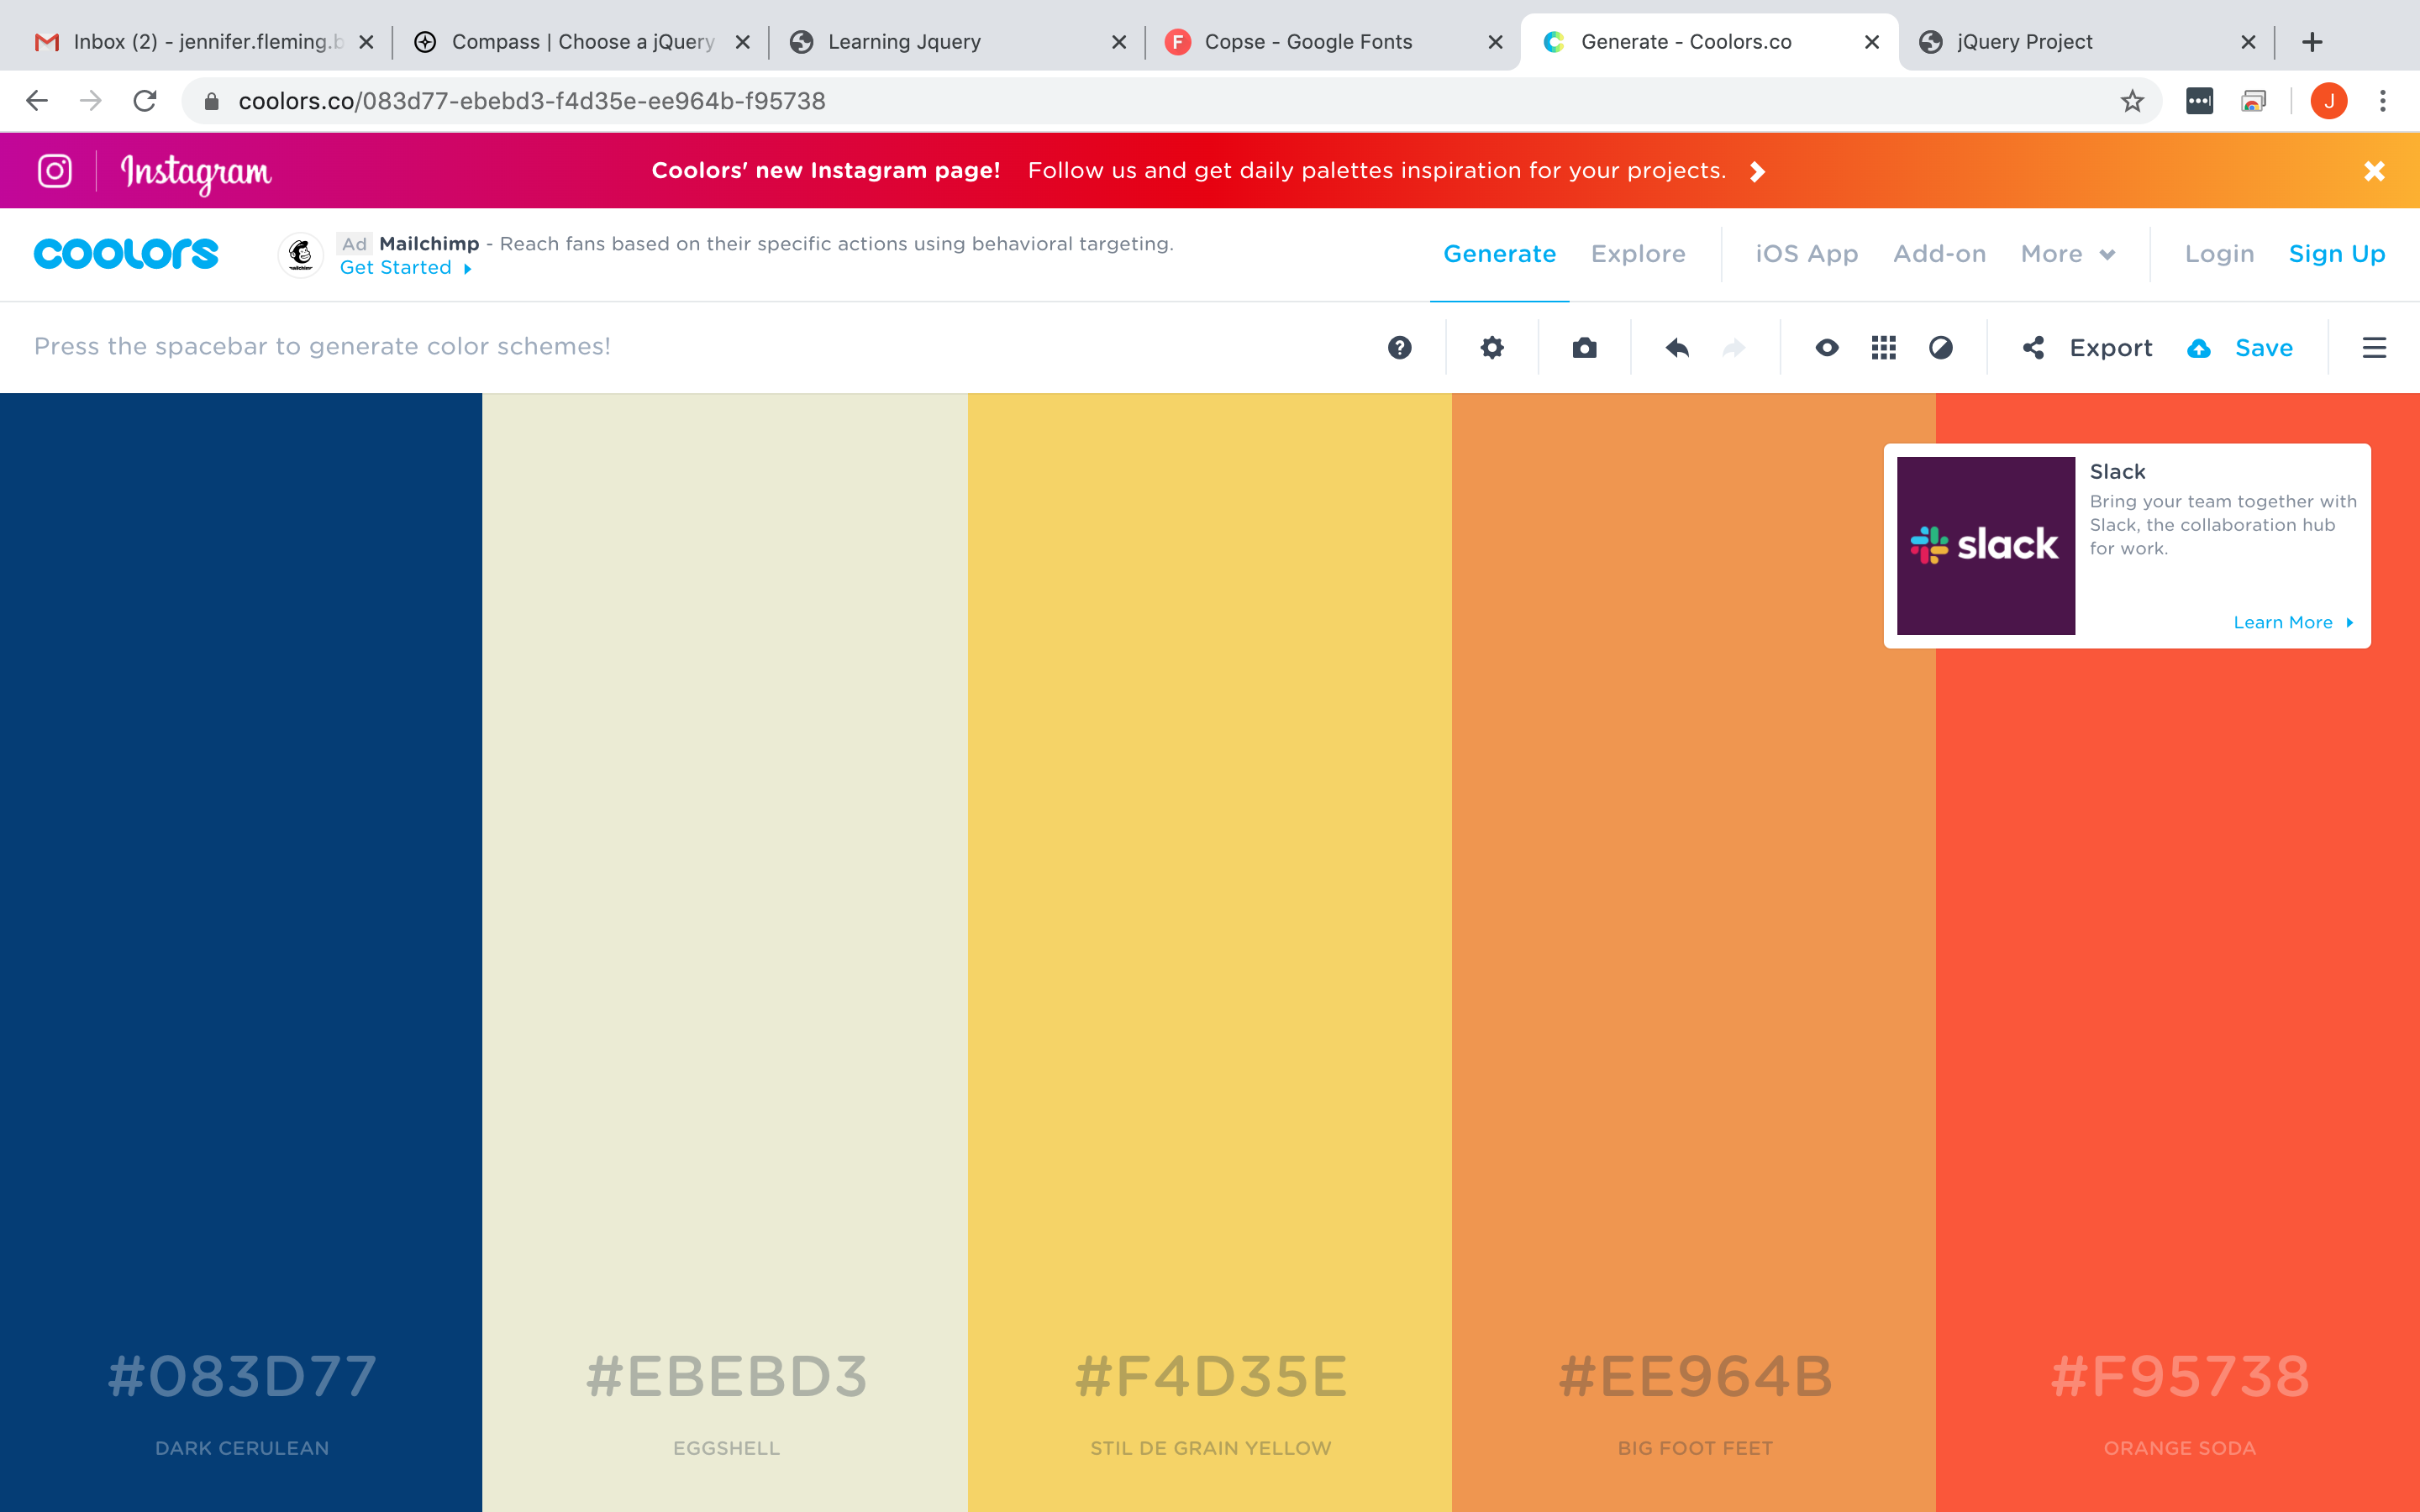 Inbox (2) - jennifer.fleming.b
Compass | Choose a jQuery
Learning Jquery
F
Copse - Google Fonts
Generate - Coolors.co
jQuery Project
coolors.co/083d77-ebebd3-f4d35e-ee964b-f95738
J
Instagram
Coolors' new Instagram page! Follow us and get daily palettes inspiration for your projects.
coolors
Ad Mailchimp - Reach fans based on their specific actions using behavioral targeting.
Get Started
Generate
Explore
iOS App
Add-on
More
Login
Sign Up
Press the spacebar to generate color schemes!
Export
Save
slack
Slack
Bring your team together with
Slack, the collaboration hub
for work.
Learn More
#083D77
#EBEBD3
#F4D35E
#EE964B
#F95738
DARK CERULEAN
EGGSHELL
STIL DE GRAIN YELLOW
BIG FOOT FEET
ORANGE SODA